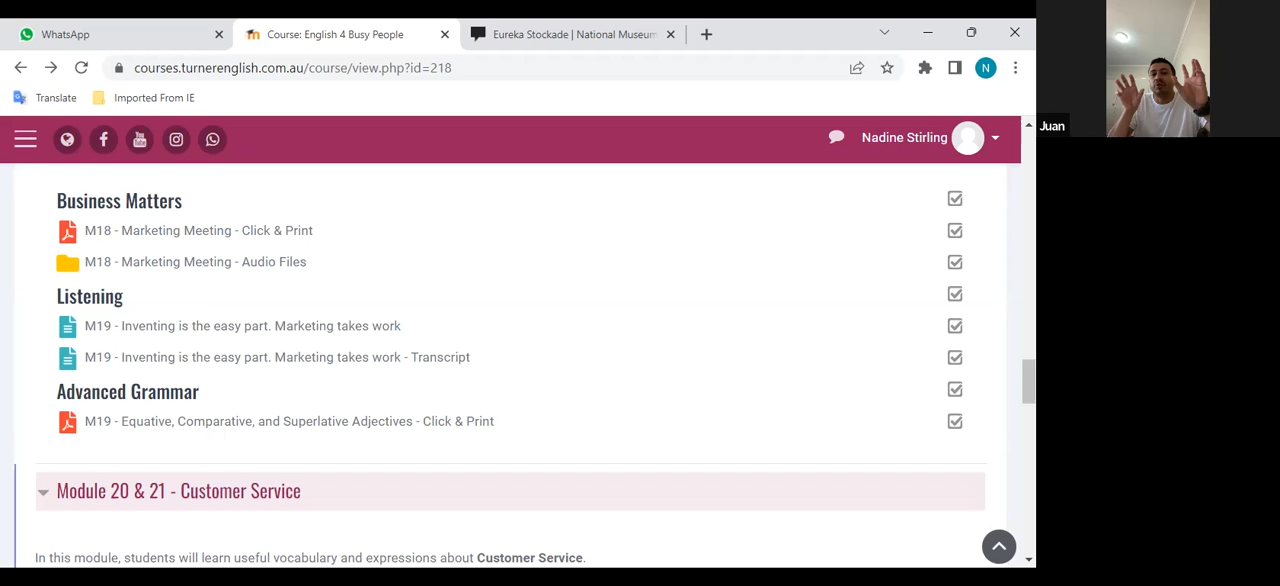 WhatsApp
Course: English 4 Busy People
Eureka Stockade | National Museum
courses.turnerenglish.com.au/course/view.php?id=218
N
Translate
Imported From IE
Nadine Stirling
Juan
Business Matters
M18 - Marketing Meeting - Click & Print
M18 - Marketing Meeting - Audio Files
Listening
M19 - Inventing is the easy part. Marketing takes work
M19 - Inventing is the easy part. Marketing takes work - Transcript
Advanced Grammar
M19 - Equative, Comparative, and Superlative Adjectives - Click & Print
Module 20 & 21 - Customer Service
In this module, students will learn useful vocabulary and expressions about Customer Service.